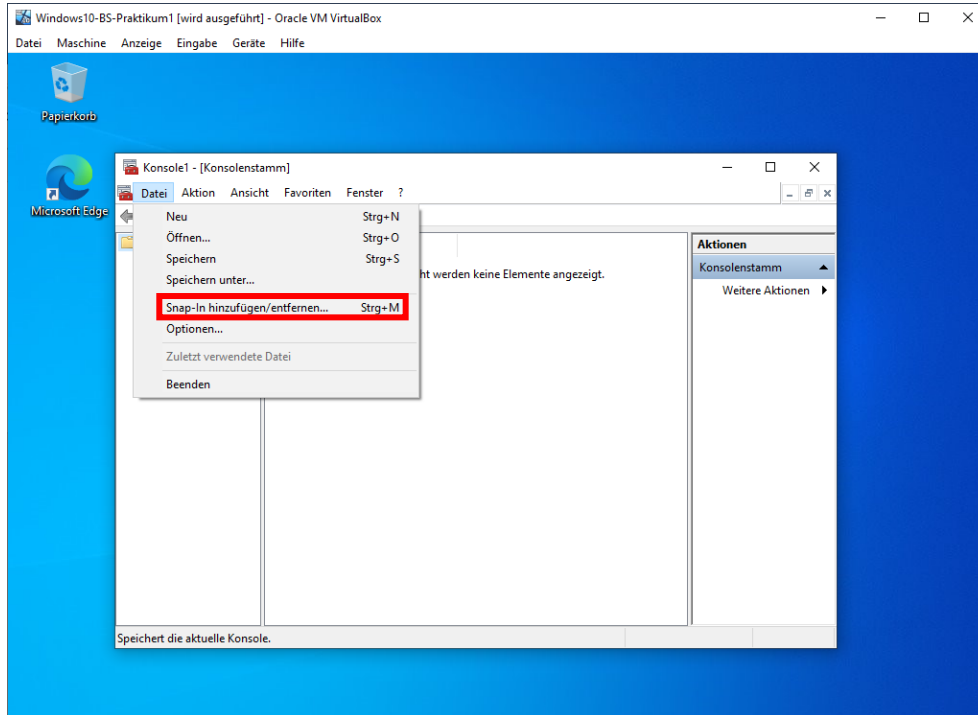 Windows10-BS-Praktikum1 [wird ausgeführt] - Oracle VM VirtualBox
Datei Maschine Anzeige Eingabe Geräte Hilfe
Papierkorb
Microsoft Edge
Konsole1 - [Konsolenstamm]
Datei Aktion Ansicht Favoriten Fenster ?
Neu Strg+N
Öffnen... Strg+O
Speichern Strg+S
Speichern unter...
Snap-In hinzufügen/entfernen... Strg+M
Optionen...
Zuletzt verwendete Datei
Beenden
werden keine Elemente angezeigt.
Aktionen
Konsolenstamm
Weitere Aktionen
Speichert die aktuelle Konsole.